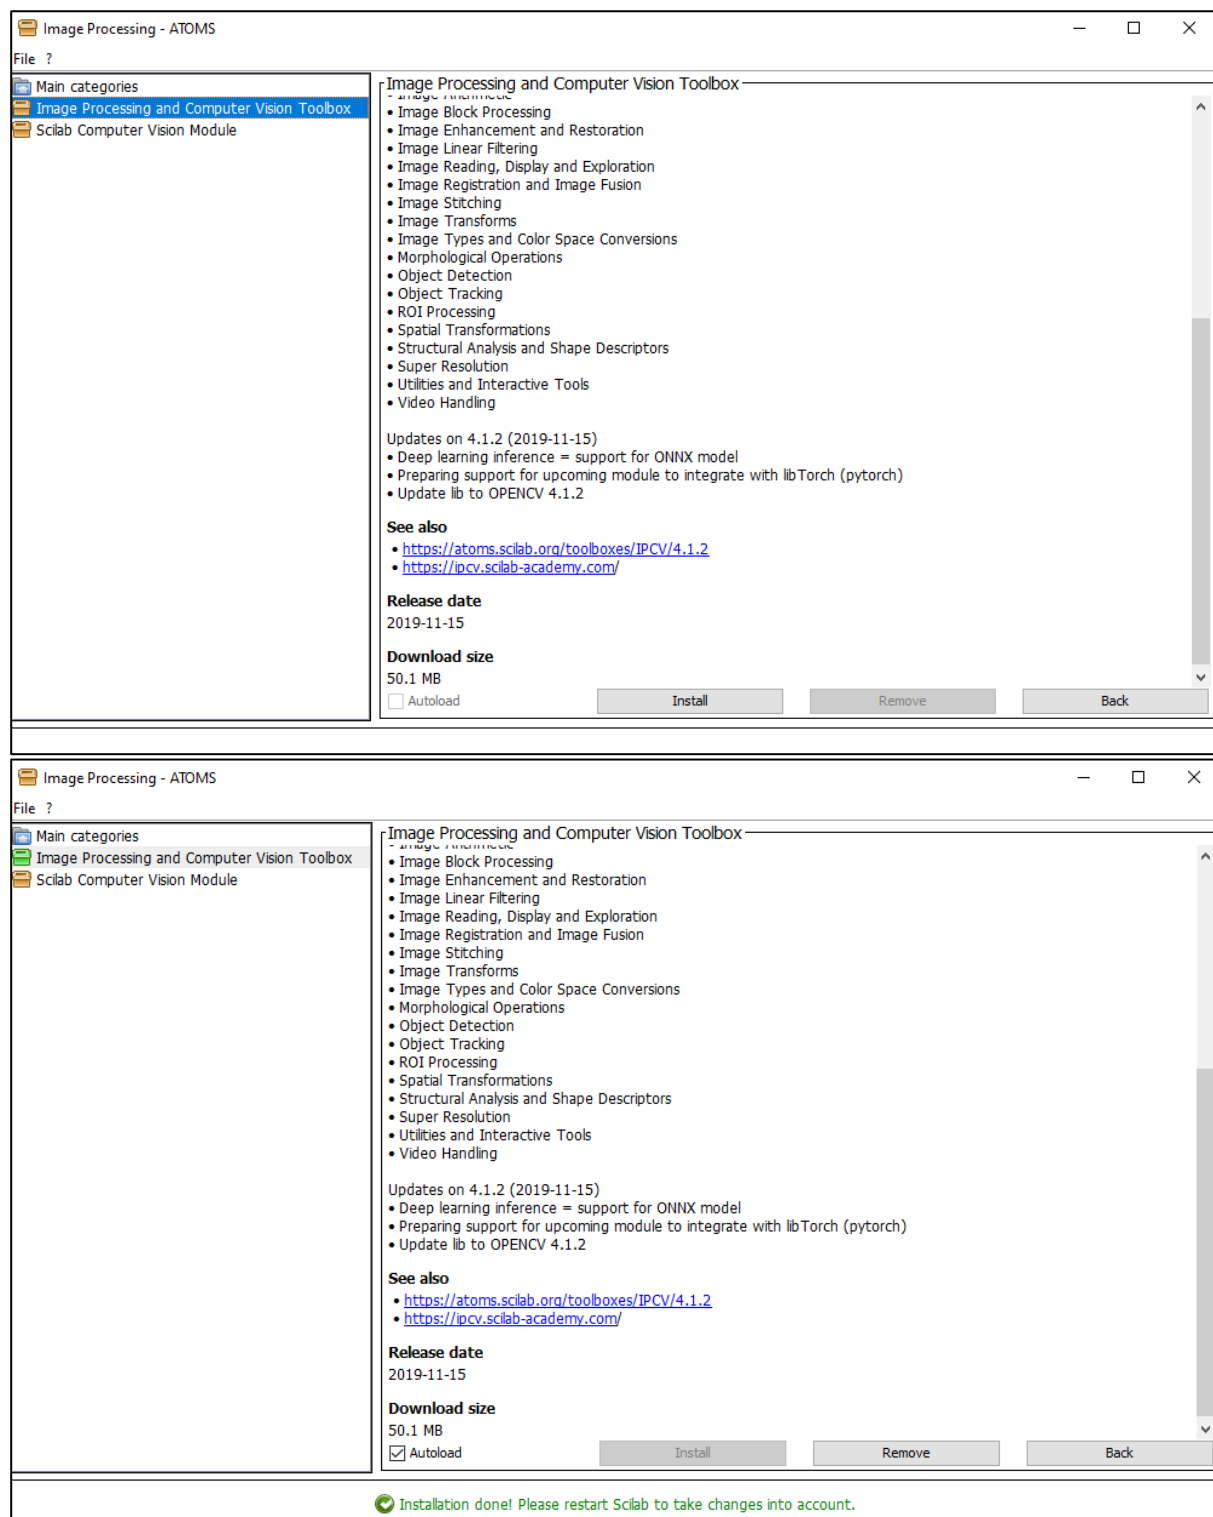 Image Processing - ATOMS
File ?
Main categories
Image Processing and Computer Vision Toolbox
Scilab Computer Vision Module
Image Processing and Computer Vision Toolbox
• Image Arithmetic
• Image Block Processing
• Image Enhancement and Restoration
• Image Linear Filtering
• Image Reading, Display and Exploration
• Image Registration and Image Fusion
• Image Stitching
• Image Transforms
• Image Types and Color Space Conversions
• Morphological Operations
• Object Detection
• Object Tracking
• ROI Processing
• Spatial Transformations
• Structural Analysis and Shape Descriptors
• Super Resolution
• Utilities and Interactive Tools
• Video Handling
Updates on 4.1.2 (2019-11-15)
• Deep learning inference = support for ONNX model
• Preparing support for upcoming module to integrate with libTorch (pytorch)
• Update lib to OPENCV 4.1.2
See also
• https://atoms.scilab.org/toolboxes/IPCV/4.1.2
• https://ipcv.scilab-academy.com/
Release date
2019-11-15
Download size
50.1 MB
Autoload Install Remove Back
Image Processing - ATOMS
File ?
Main categories
Image Processing and Computer Vision Toolbox
Scilab Computer Vision Module
Image Processing and Computer Vision Toolbox
• Image Arithmetic
• Image Block Processing
• Image Enhancement and Restoration
• Image Linear Filtering
• Image Reading, Display and Exploration
• Image Registration and Image Fusion
• Image Stitching
• Image Transforms
• Image Types and Color Space Conversions
• Morphological Operations
• Object Detection
• Object Tracking
• ROI Processing
• Spatial Transformations
• Structural Analysis and Shape Descriptors
• Super Resolution
• Utilities and Interactive Tools
• Video Handling
Updates on 4.1.2 (2019-11-15)
• Deep learning inference = support for ONNX model
• Preparing support for upcoming module to integrate with libTorch (pytorch)
• Update lib to OPENCV 4.1.2
See also
• https://atoms.scilab.org/toolboxes/IPCV/4.1.2
• https://ipcv.scilab-academy.com/
Release date
2019-11-15
Download size
50.1 MB
Autoload Install Remove Back
Installation done! Please restart Scilab to take changes into account.